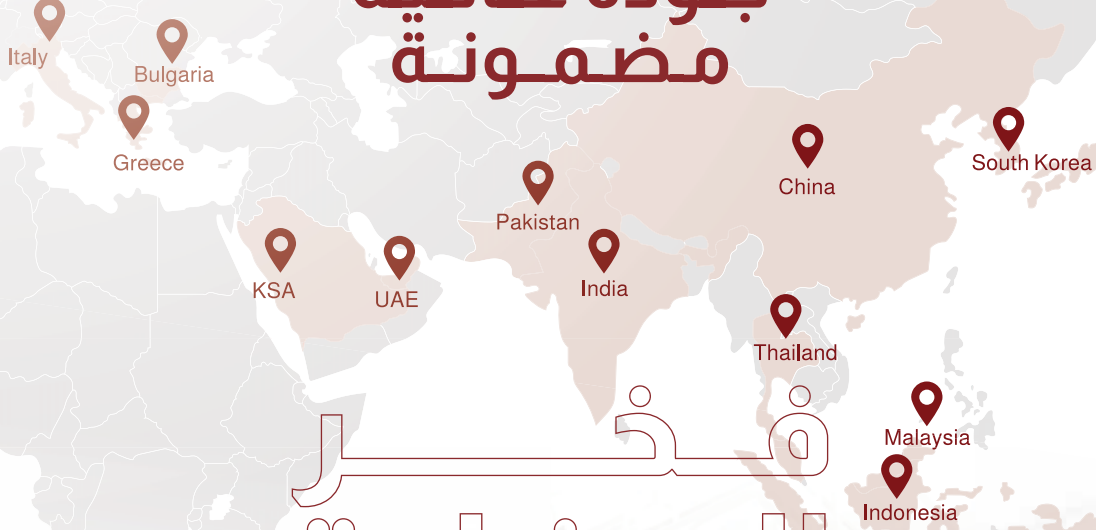 مضمونة
Italy
Bulgaria
Greece
South Korea
China
Pakistan
India
KSA
UAE
Thailand
فخر
Malaysia
Indonesia